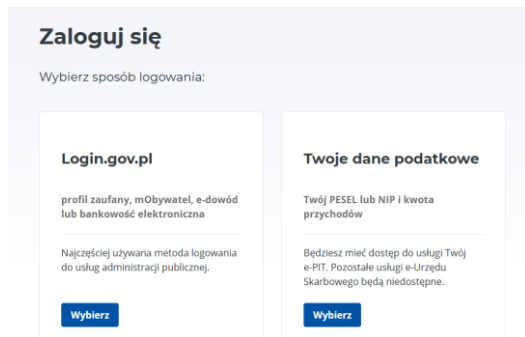 Zaloguj się
Wybierz sposób logowania:
Login.gov.pl
profil zaufany, mObywatel, e-dowód
lub bankowość elektroniczna
Najczęściej używana metoda logowania
do usług administracji publicznej.
Wybierz
Twoje dane podatkowe
Twój PESEL lub NIP i kwota
przychodów
Będziesz mieć dostęp do usługi Twój
e-PIT. Pozostałe usługi e-Urzędu
Skarbowego będą niedostępne.
Wybierz